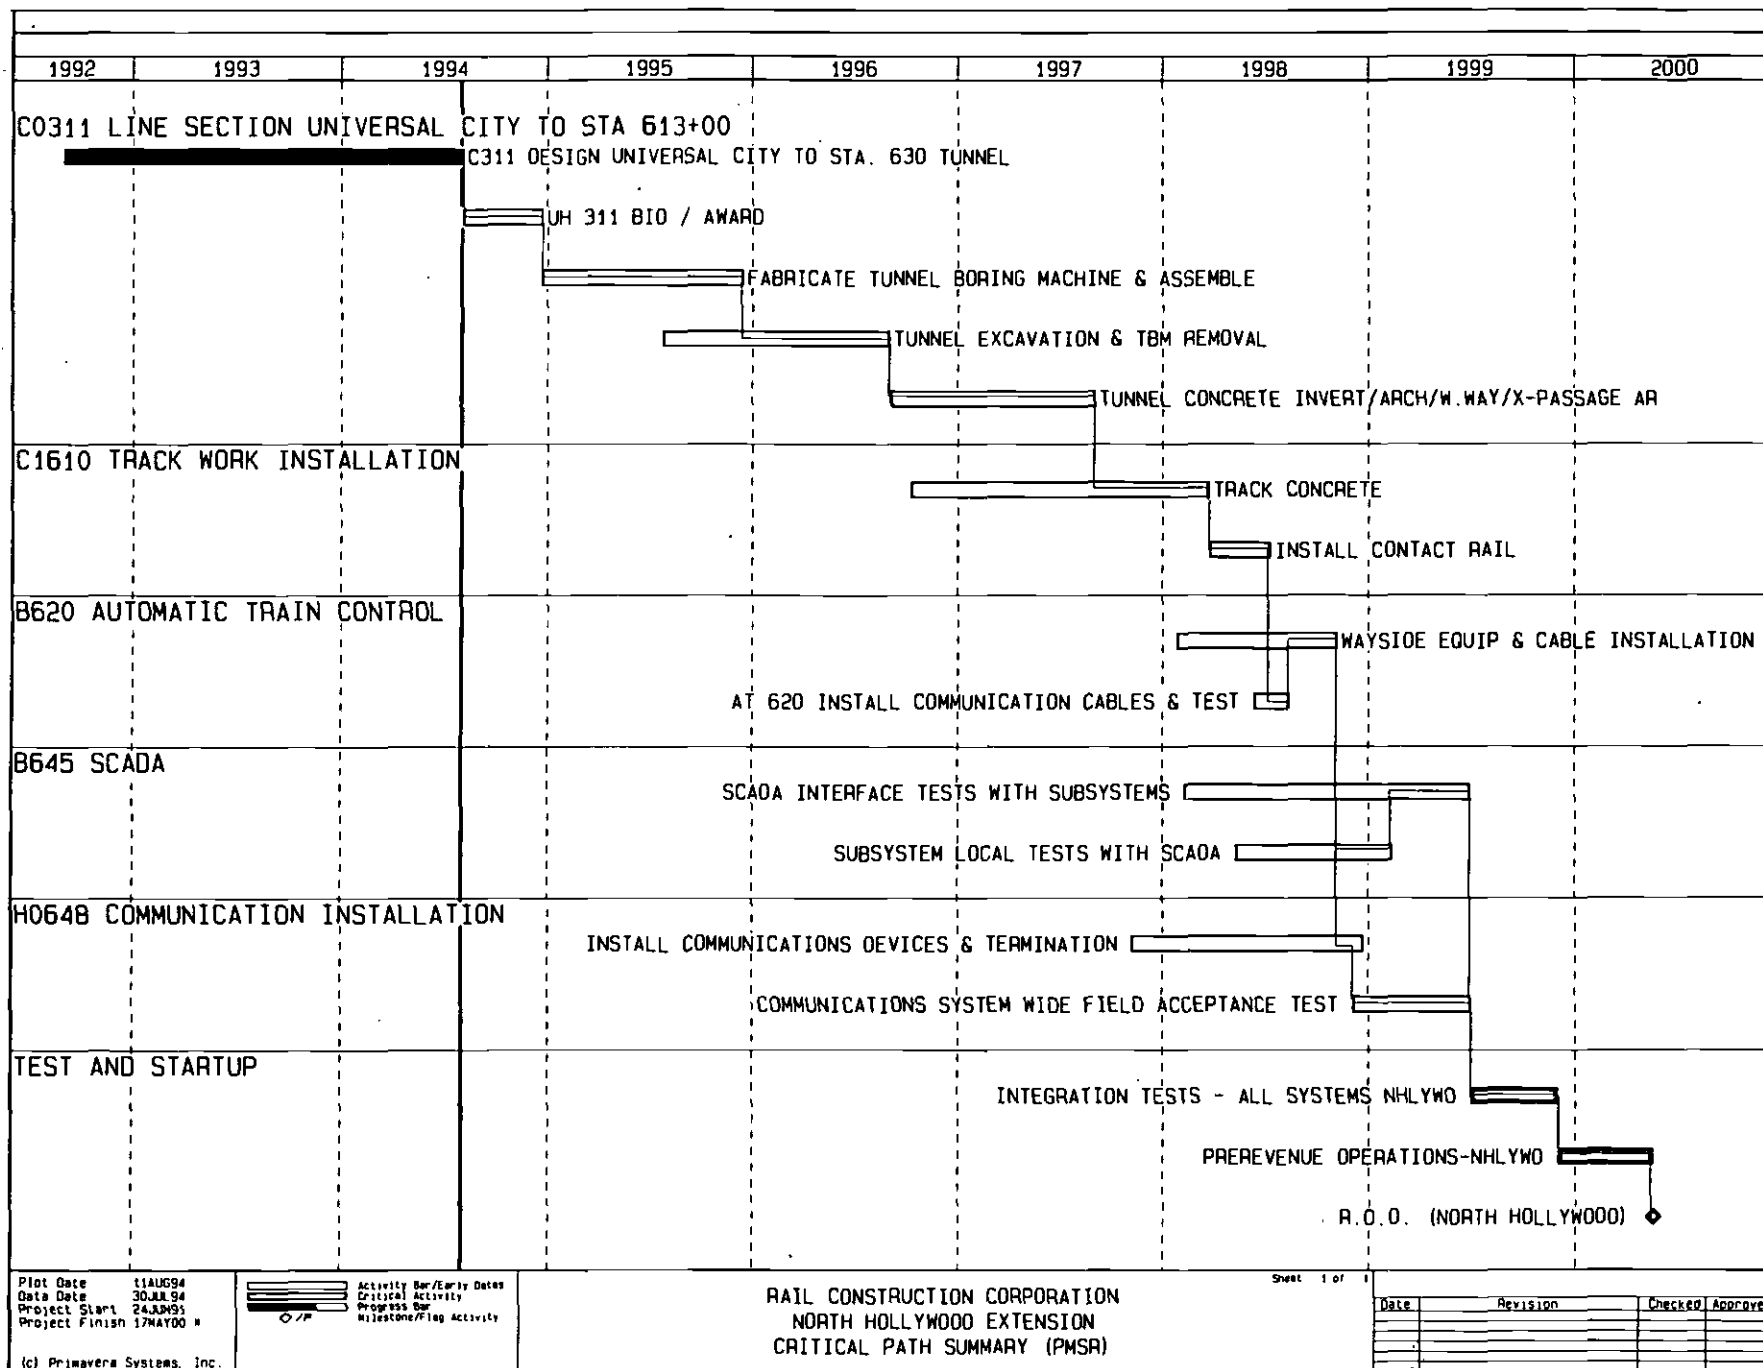 1992 1993 1994 1995 1996 1997 1998 1999 2000
C0311 LINE SECTION UNIVERSAL CITY TO STA 613+00
C311 DESIGN UNIVERSAL CITY TO STA. 630 TUNNEL
UH 311 BID / AWARD
FABRICATE TUNNEL BORING MACHINE & ASSEMBLE
TUNNEL EXCAVATION & TBM REMOVAL
TUNNEL CONCRETE INVERT/ARCH/W.WAY/X-PASSAGE AR
C1610 TRACK WORK INSTALLATION
TRACK CONCRETE
INSTALL CONTACT RAIL
B620 AUTOMATIC TRAIN CONTROL
WAYSIDE EQUIP & CABLE INSTALLATION
AT 620 INSTALL COMMUNICATION CABLES & TEST
B645 SCADA
SCADA INTERFACE TESTS WITH SUBSYSTEMS
SUBSYSTEM LOCAL TESTS WITH SCADA
H0648 COMMUNICATION INSTALLATION
INSTALL COMMUNICATIONS DEVICES & TERMINATION
COMMUNICATIONS SYSTEM WIDE FIELD ACCEPTANCE TEST
TEST AND STARTUP
INTEGRATION TESTS - ALL SYSTEMS NHLYWD
PREREVENUE OPERATIONS-NHLYWD
R.O.D. (NORTH HOLLYWOOD)
Plot Date 11AUG94
Data Date 30JUL94
Project Start
Project Finish 17MAY00
(c) Primavera Systems, Inc.
Activity Bar/Early Dates
Critical Activity
Progress Bar
Milestone/Flag Activity
RAIL CONSTRUCTION CORPORATION
NORTH HOLLYWOOD EXTENSION
CRITICAL PATH SUMMARY (PMSR)
Sheet 1 of 1
Date Revision Checked Approve